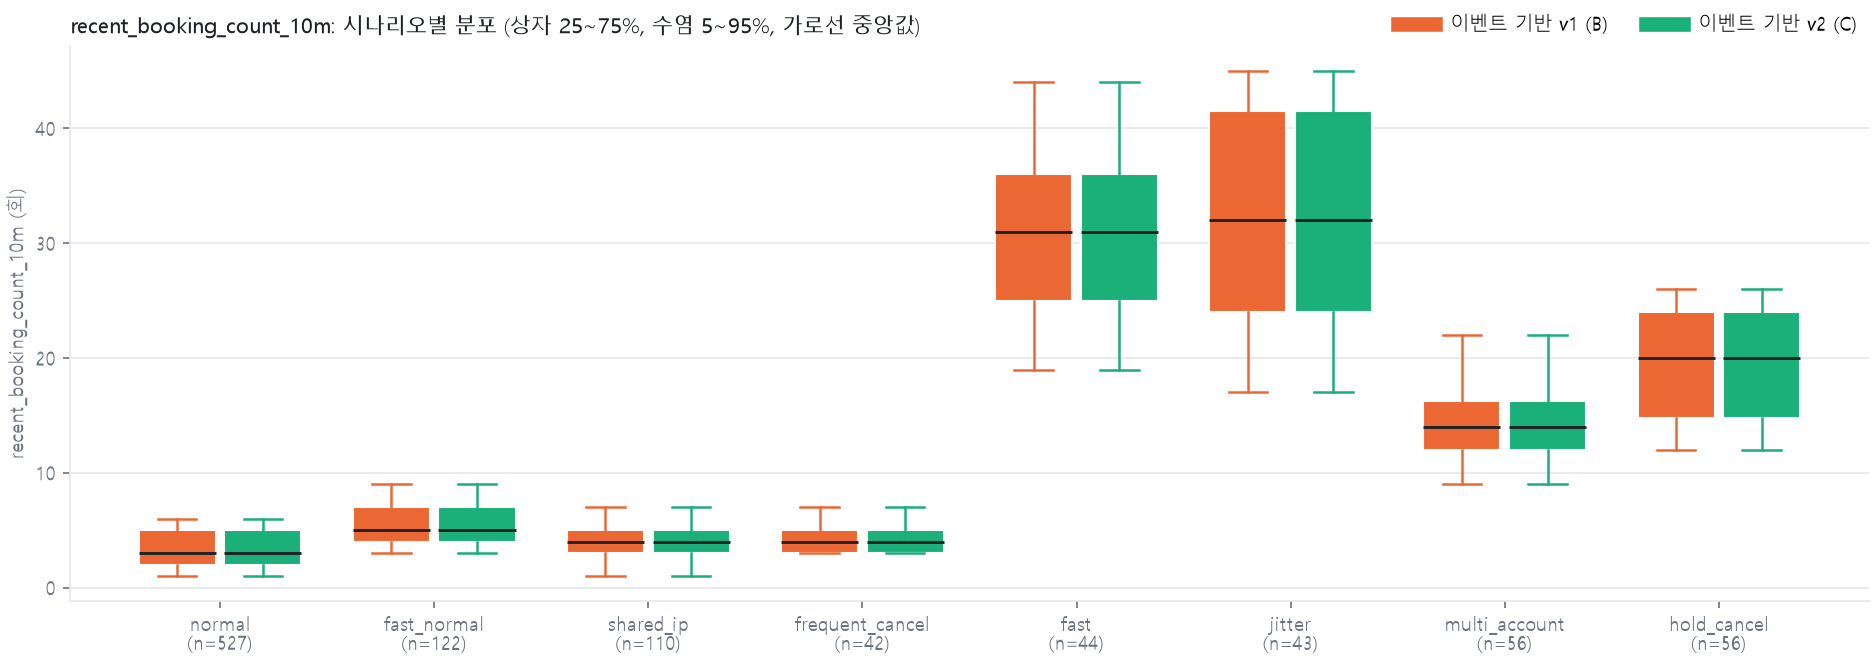 recent_booking_count_10m: 시나리오별 분포 (상자 25~75%, 수염 5~95%, 가로선 중앙값)
이벤트 기반 v1 (B)
이벤트 기반 v2 (C)
recent_booking_count_10m (회)
40
30
20
10
0
normal
(n=527)
fast_normal
(n=122)
shared_ip
(n=110)
frequent_cancel
(n=42)
fast
(n=44)
jitter
(n=43)
multi_account
(n=56)
hold_cancel
(n=56)